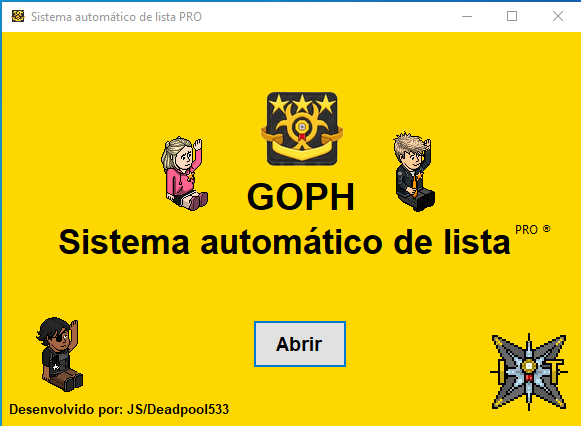 Sistema automático de lista PRO
GOPH
Sistema automático de lista PRO ®
Abrir
Desenvolvido por: JS/Deadpool533